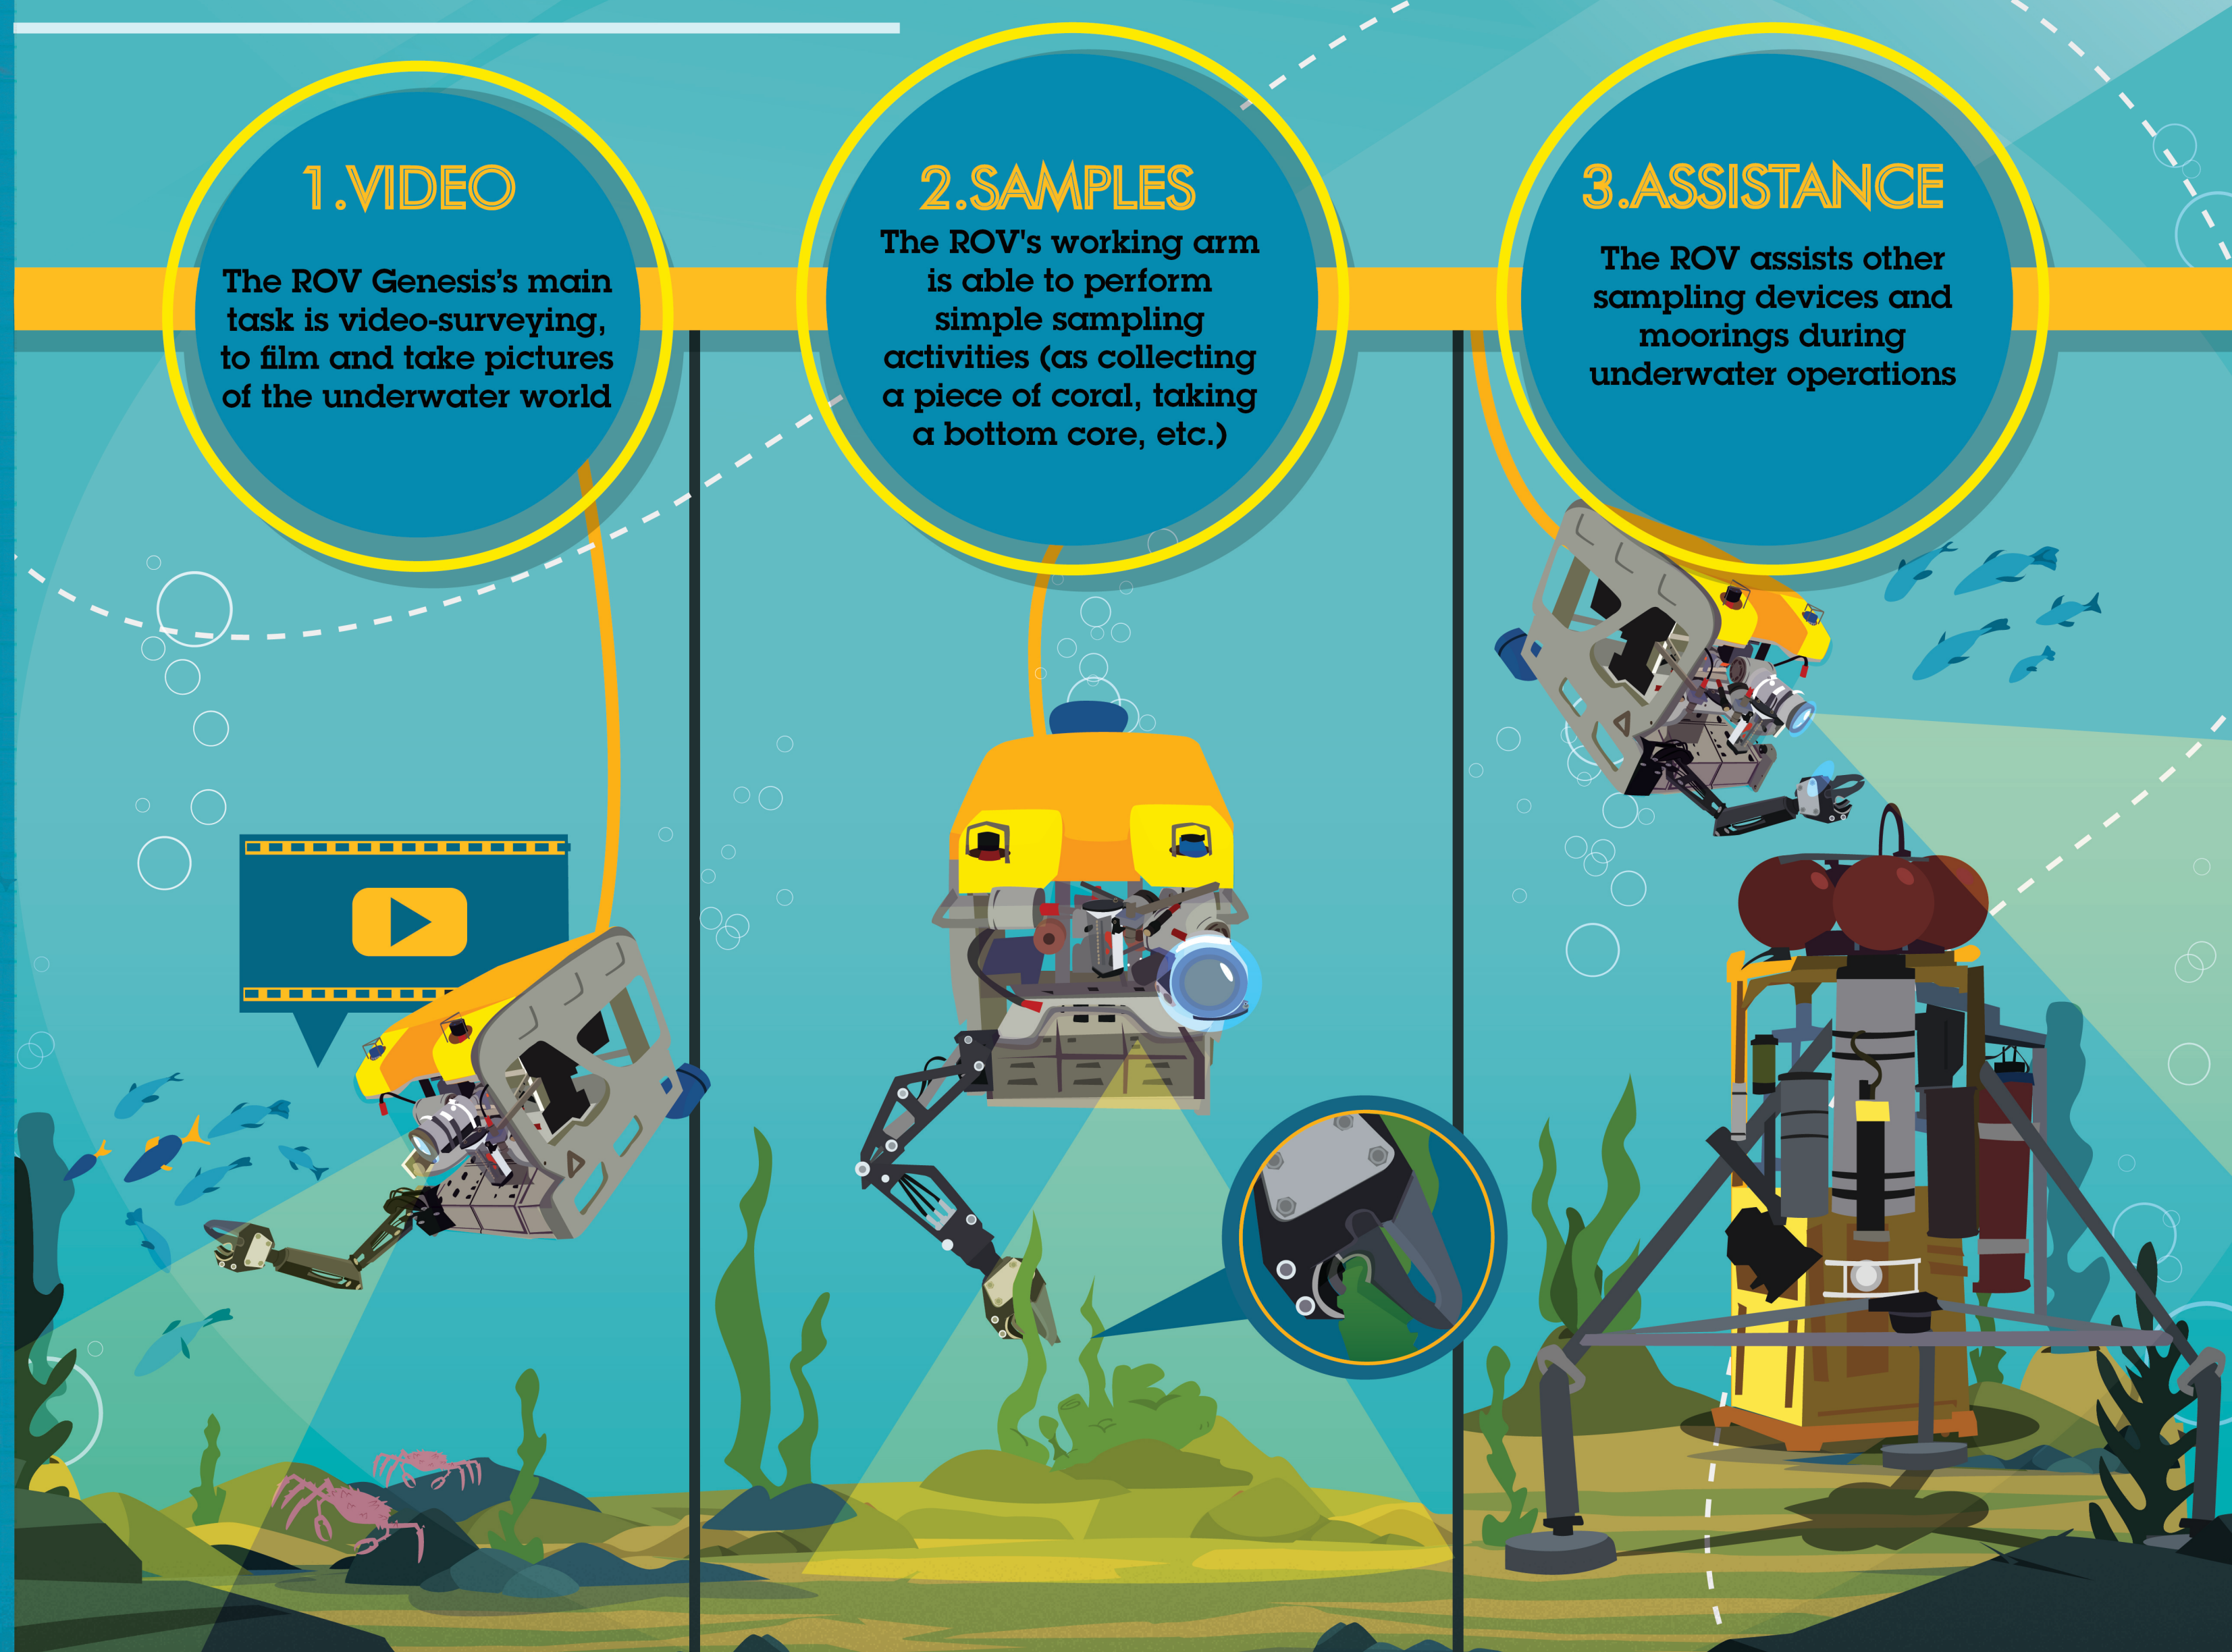 1.VIDEO
The ROV Genesis's main
task is video-surveying,
to film and take pictures
of the underwater world
2.SAMPLES
The ROV's working arm
is able to perform
simple sampling
activities (as collecting
a piece of coral, taking
a bottom core, etc.)
3.ASSISTANCE
The ROV assists other
sampling devices and
moorings during
underwater operations